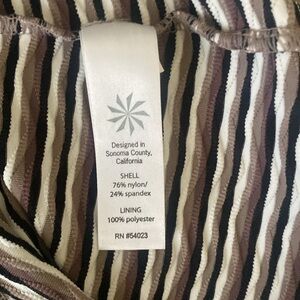 Designed in
Sonoma County,
California
SHELL
76% nylon/
24% spandex
LINING
100% polyester
RN #54023